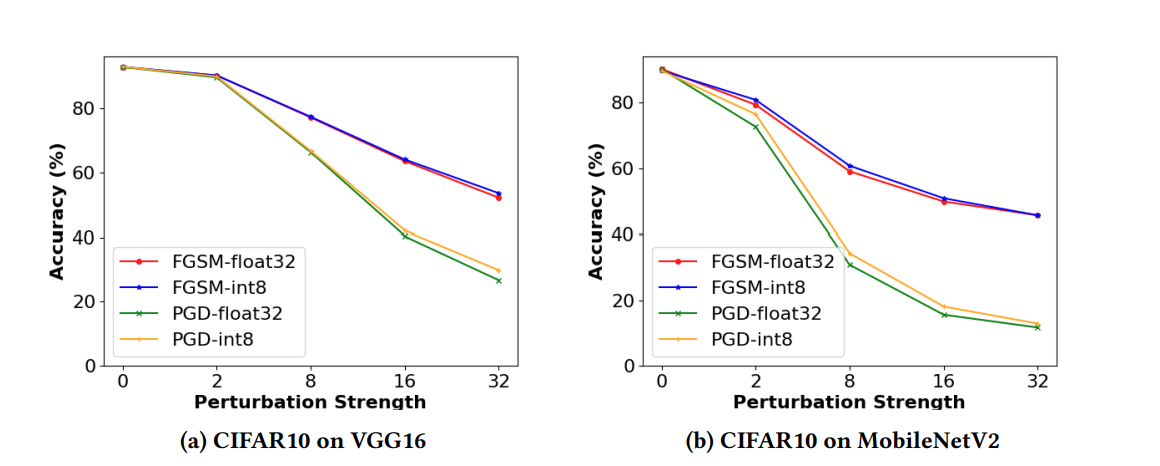 Accuracy (%)
80
60
40
20
0
FGSM-float32
FGSM-int8
PGD-float32
PGD-int8
0 2 8 16 32
Perturbation Strength
(a) CIFAR10 on VGG16
Accuracy (%)
80
60
40
20
0
FGSM-float32
FGSM-int8
PGD-float32
PGD-int8
0 2 8 16 32
Perturbation Strength
(b) CIFAR10 on MobileNetV2